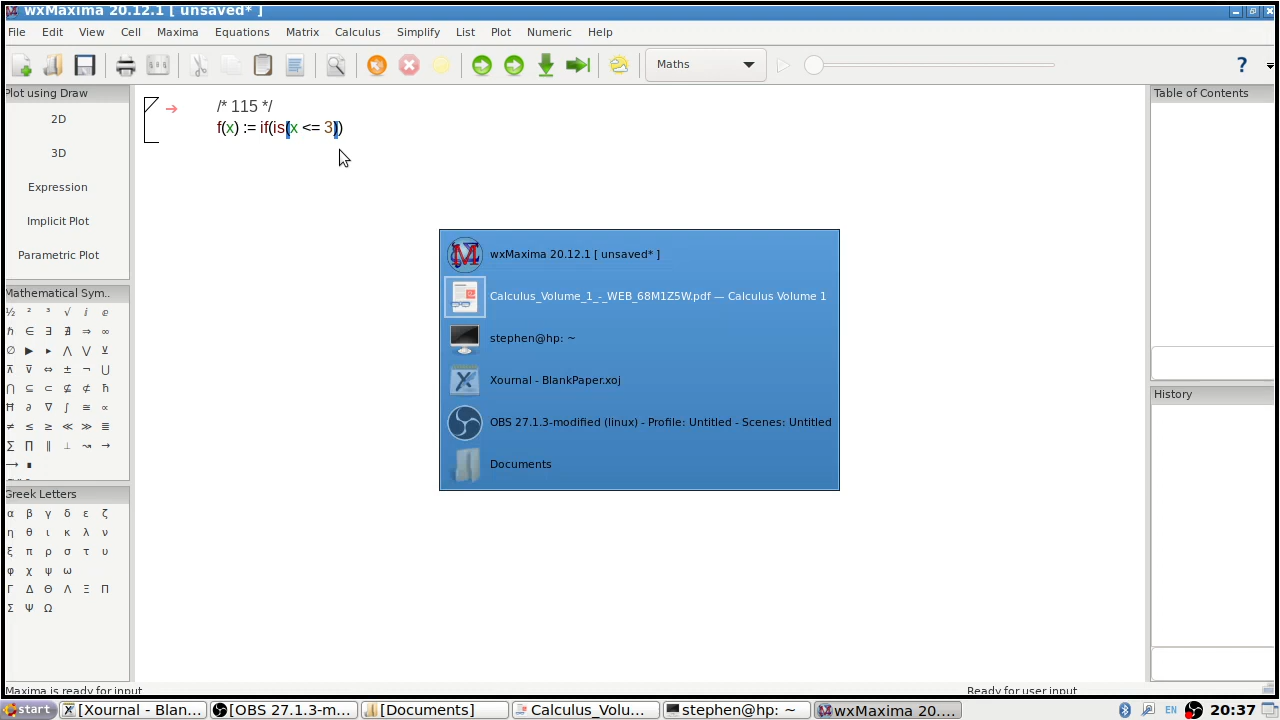 wxMaxima 20.12.1 [ unsaved* ]
File Edit View Cell Maxima Equations Matrix Calculus Simplify List Plot Numeric Help
Maths
?
Plot using Draw
2D
3D
Expression
Implicit Plot
Parametric Plot
Mathematical Sym..
½ ² ³ √ ⅈ ⅇ
ℏ ∈ ∃ ∄ ⇒ ∞
∅ ▶ ▸ ⋀ ⋁ ⊻
⊼ ⊽ ⇔ ± ¬ ⋃
⋂ ⊆ ⊂ ⊈ ⊄ ħ
Ħ ∂ ∇ ∫ ≅ ∝
≠ ≤ ≥ ≪ ≫ ≣
∑ ∏ ∥ ⟂ ↝ →
⟶ ∎
Greek Letters
α β γ δ ε ζ
η θ ι κ λ ν
ξ π ρ σ τ υ
φ χ ψ ω
Γ Δ Θ Λ Ξ Π
Σ Ψ Ω
/* 115 */
f(x) := if(is(x <= 3))
wxMaxima 20.12.1 [ unsaved* ]
Calculus_Volume_1_-_WEB_68M1Z5W.pdf — Calculus Volume 1
stephen@hp: ~
Xournal - BlankPaper.xoj
OBS 27.1.3-modified (linux) - Profile: Untitled - Scenes: Untitled
Documents
Table of Contents
History
Maxima is ready for input
Ready for user input
start
[Xournal - Blan...
[OBS 27.1.3-m...
[Documents]
Calculus_Volu...
stephen@hp: ~
wxMaxima 20....
EN
20:37